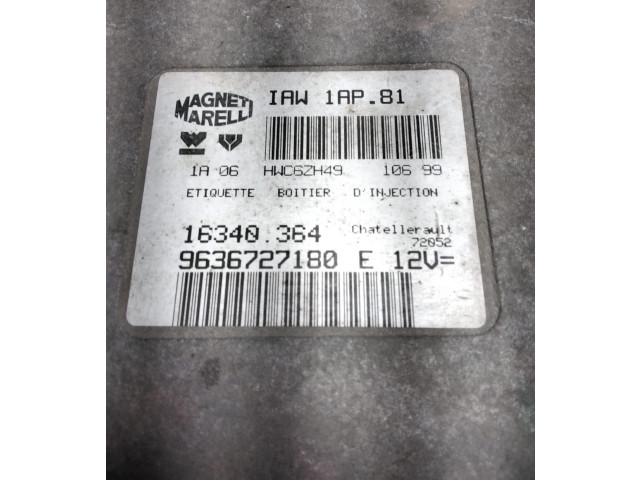 MAGNETI MARELLI
IAW 1AP.81
1A 06 HWC6ZH49 106 99
ETIQUETTE BOITIER D'INJECTION
16340.364 Chatellerault
72052
9636727180 E 12V=